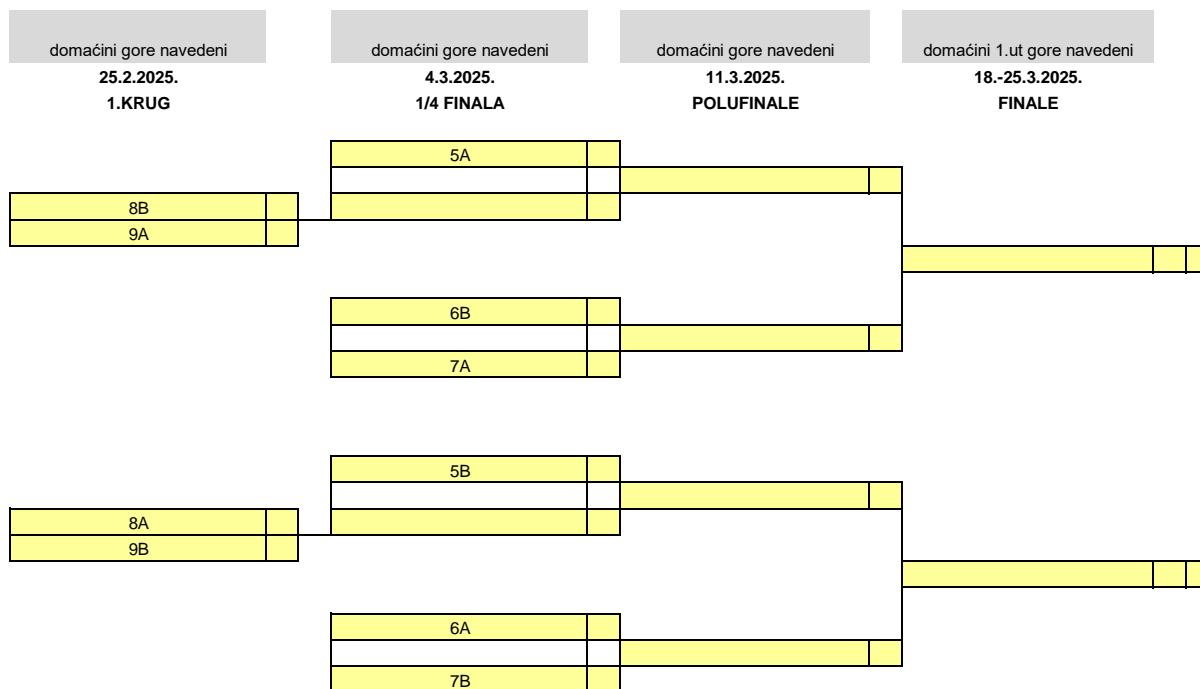 domaćini gore navedeni
domaćini gore navedeni
domaćini gore navedeni
domaćini 1.ut gore navedeni
25.2.2025.
4.3.2025.
11.3.2025.
18.-25.3.2025.
1.KRUG
1/4 FINALA
POLUFINALE
FINALE
5A
8B
9A
6B
7A
5B
8A
9B
6A
7B